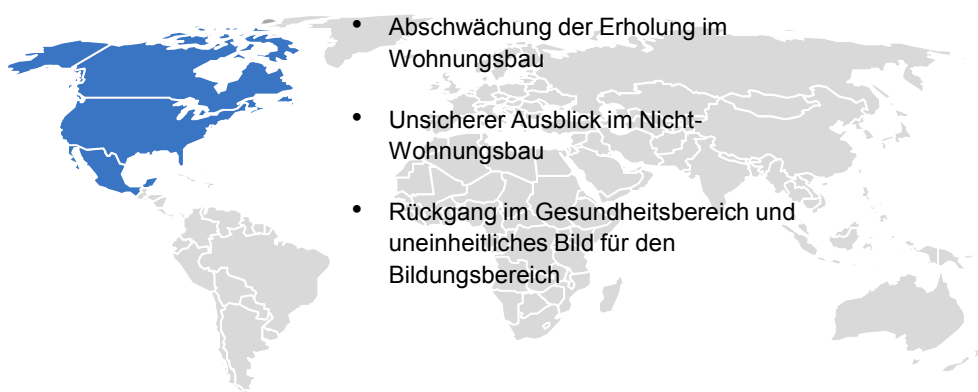 • Abschwächung der Erholung im
Wohnungsbau
• Unsicherer Ausblick im Nicht-
Wohnungsbau
• Rückgang im Gesundheitsbereich und
uneinheitliches Bild für den
Bildungsbereich